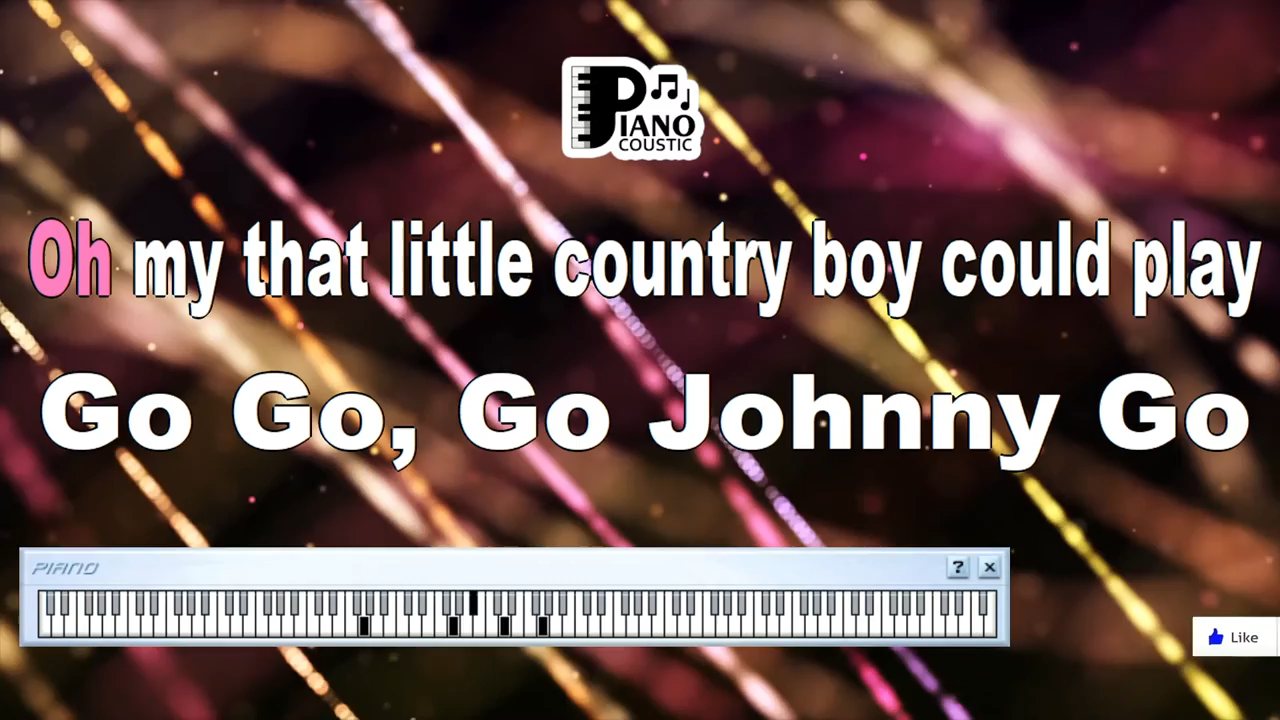 PIANO
COUSTIC
Oh my that little country boy could play
Go Go, Go Johnny Go
PIANO
?
Like